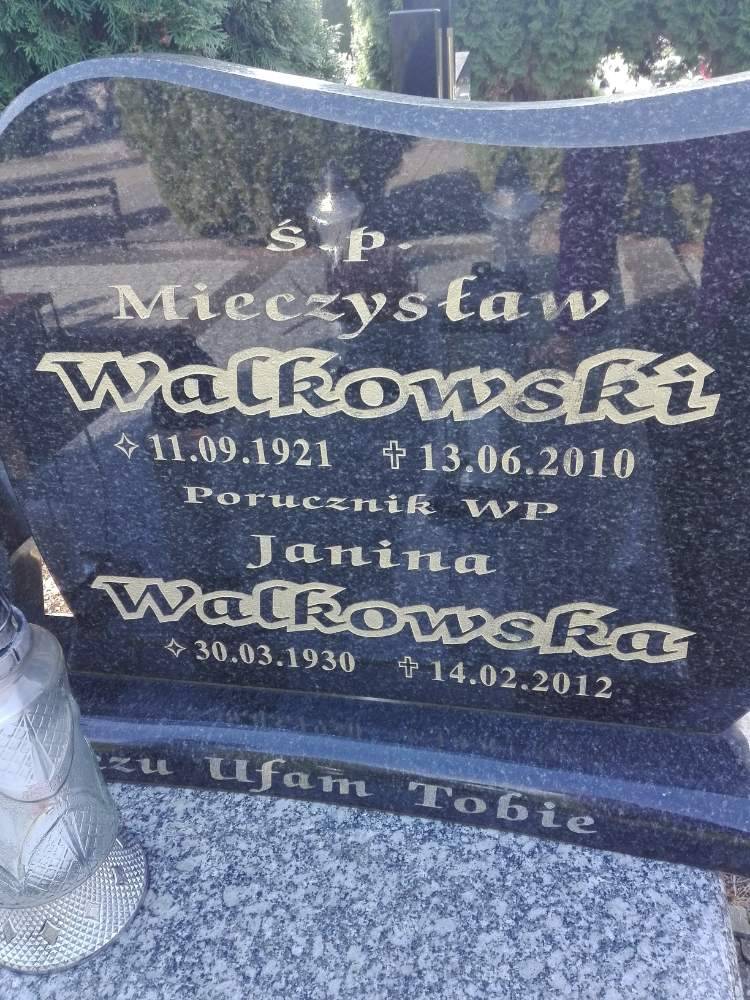 ś.p.
Mieczysław
Walkowski
11.09.1921 13.06.2010
Porucznik WP
Janina
Walkowska
30.03.1930 14.02.2012
Ufam Tobie